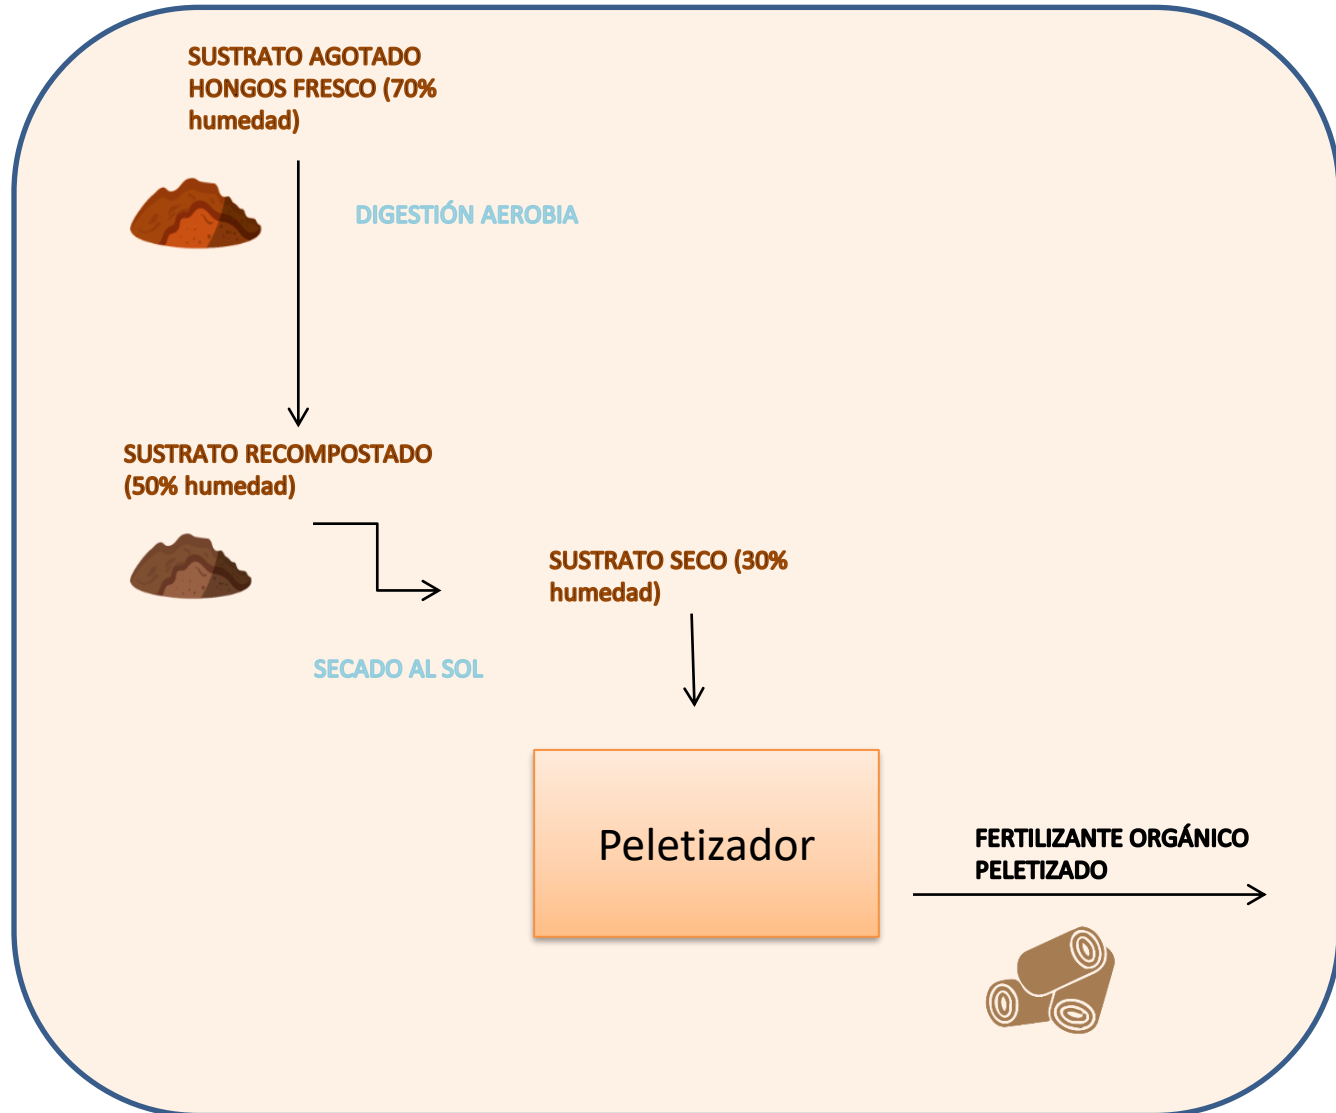 SUSTRATO AGOTADO
HONGOS FRESCO (70%
humedad)
DIGESTIÓN AEROBIA
SUSTRATO RECOMPOSTADO
(50% humedad)
SUSTRATO SECO (30%
humedad)
SECADO AL SOL
Peletizador
FERTILIZANTE ORGÁNICO
PELETIZADO